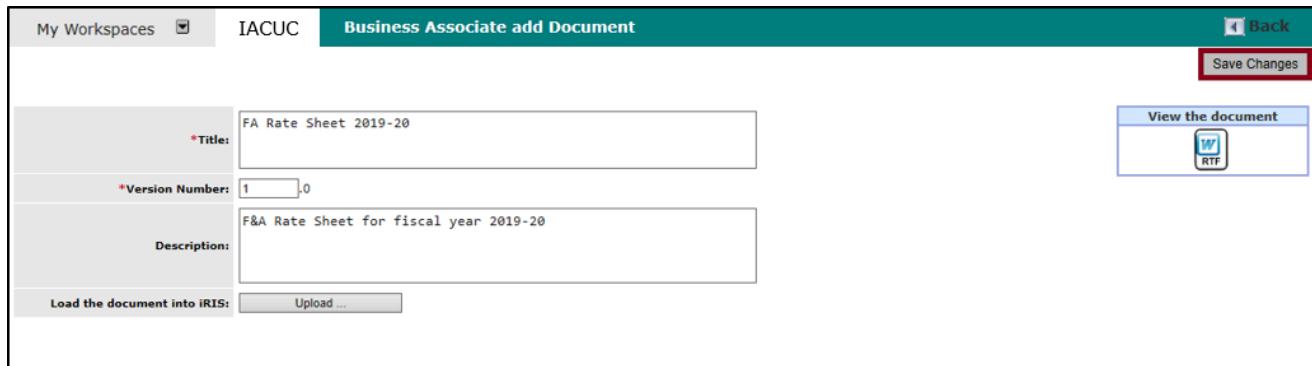 My Workspaces IACUC Business Associate add Document Back
Save Changes
*Title: FA Rate Sheet 2019-20
View the document
W
RTF
*Version Number: 1 .0
Description: F&A Rate Sheet for fiscal year 2019-20
Load the document into iRIS: Upload ...